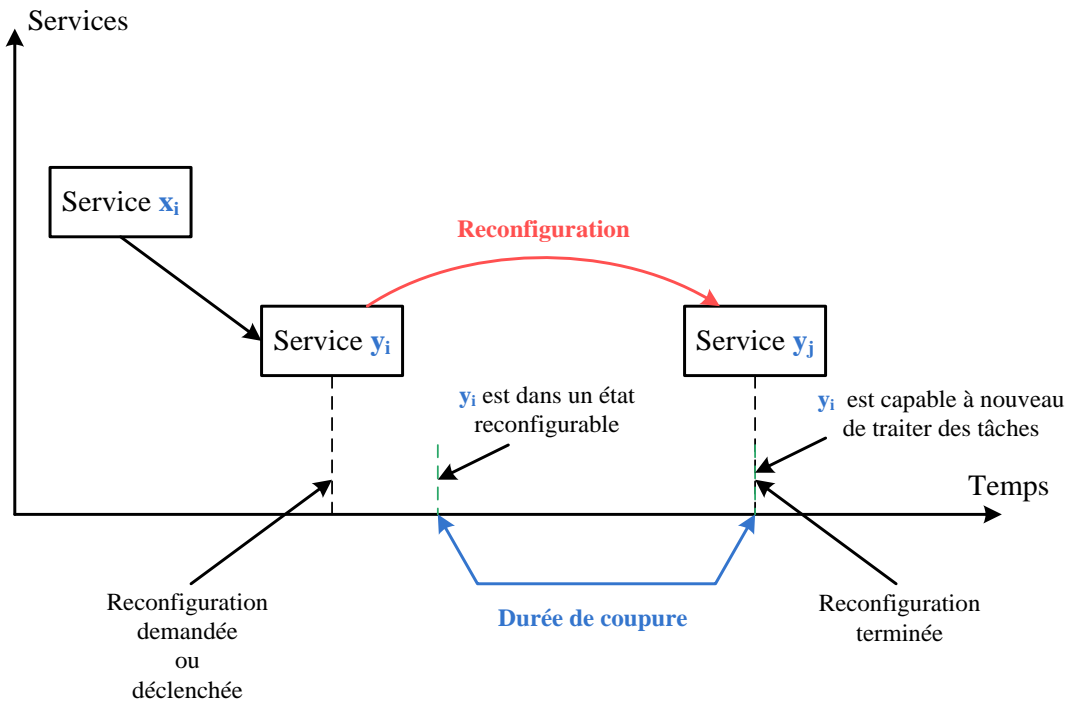 Services
Service xi
Reconfiguration
Service yi
Service yj
yi est dans un état
reconfigurable
yi est capable à nouveau
de traiter des tâches
Temps
Reconfiguration
demandée
ou
déclenchée
Durée de coupure
Reconfiguration
terminée